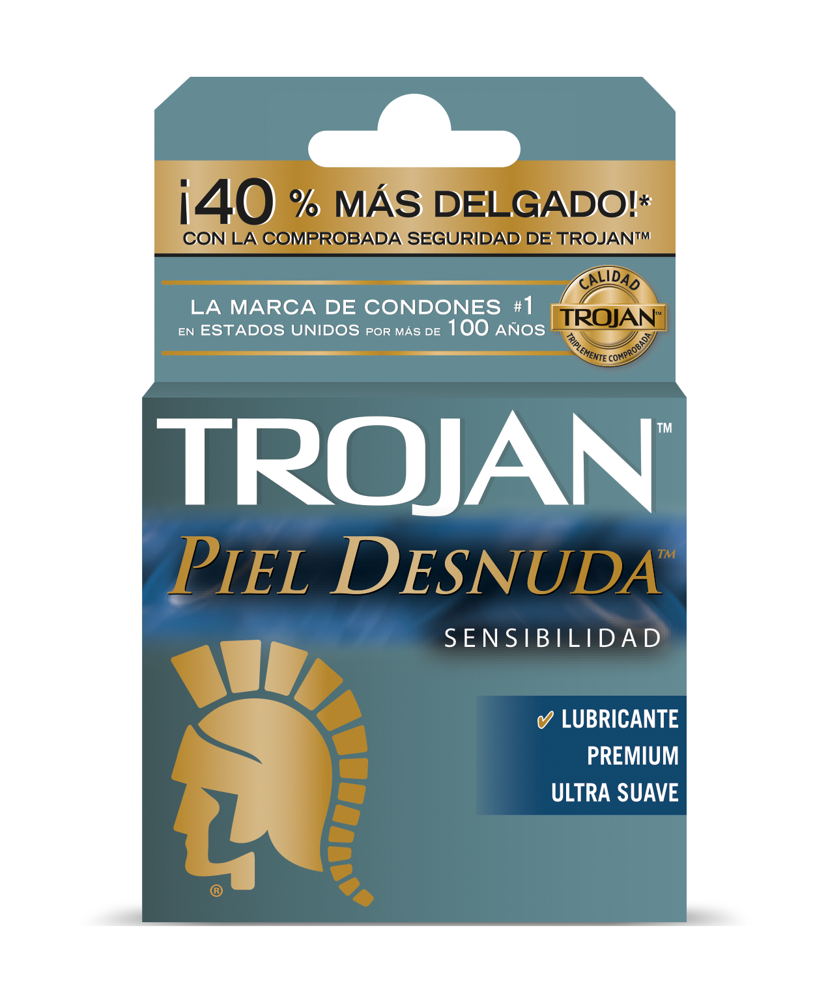 ¡40 % MÁS DELGADO!*
CON LA COMPROBADA SEGURIDAD DE TROJAN™
LA MARCA DE CONDONES #1
EN ESTADOS UNIDOS POR MÁS DE 100 AÑOS
CALIDAD
TROJAN™
TRIPLEMENTE COMPROBADA
TROJAN™
PIEL DESNUDA™
SENSIBILIDAD
✓ LUBRICANTE
PREMIUM
ULTRA SUAVE
®